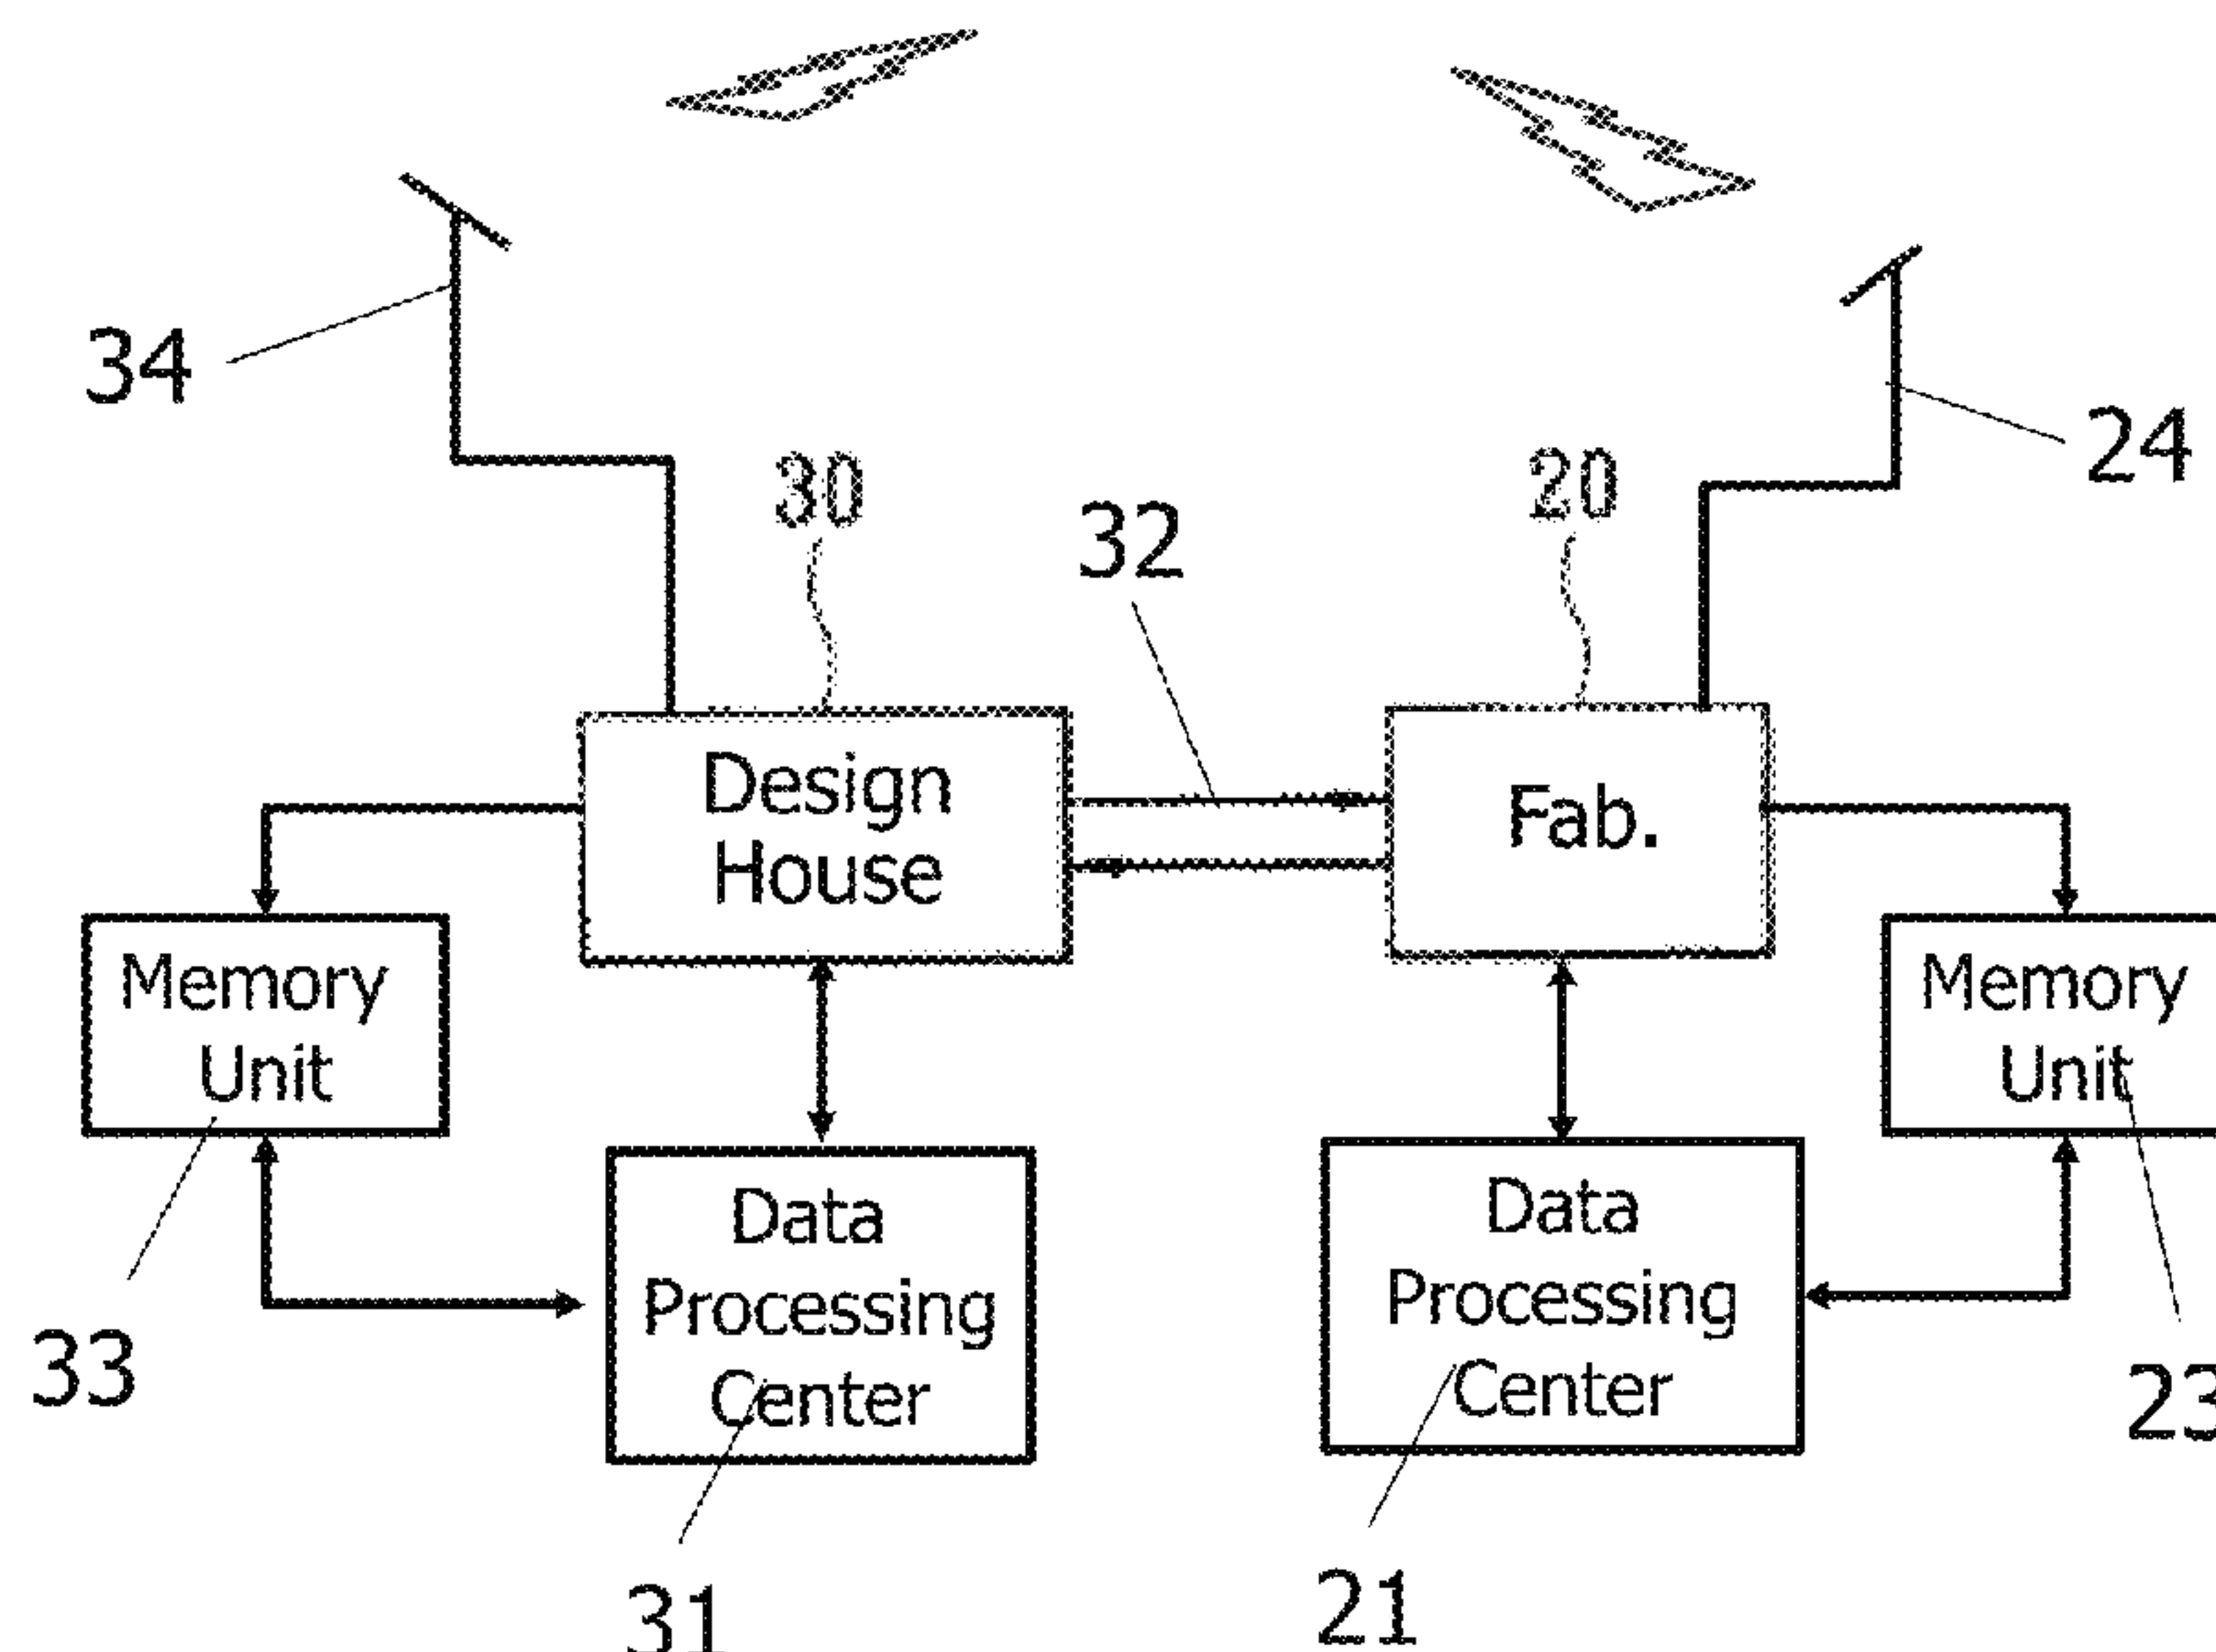 34
24
30
20
32
Design
House
Fab.
Memory
Unit
Memory
Unit
Data
Processing
Center
Data
Processing
Center
33
23
31
21